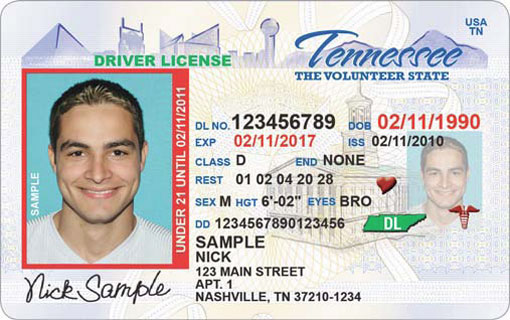 USA
TN
DRIVER LICENSE
Tennessee
THE VOLUNTEER STATE
SAMPLE
UNDER 21 UNTIL 02/11/2011
DL NO. 123456789 DOB 02/11/1990
EXP 02/11/2017 ISS 02/11/2010
CLASS D END NONE
REST 01 02 04 20 28
SEX M HGT 6'-02" EYES BRO
DD 1234567890123456
DL
SAMPLE
NICK
123 MAIN STREET
APT. 1
NASHVILLE, TN 37210-1234
Nick Sample